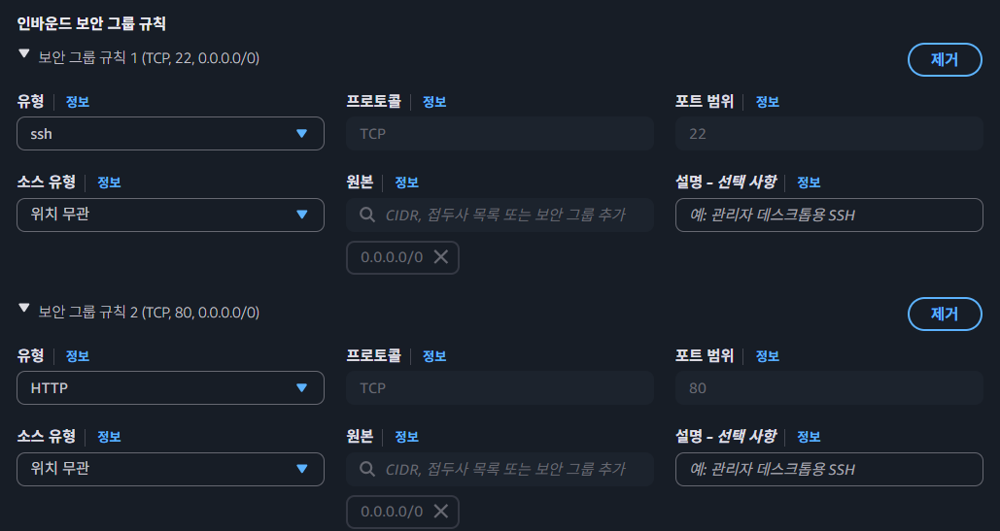 인바운드 보안 그룹 규칙
보안 그룹 규칙 1 (TCP, 22, 0.0.0.0/0)
제거
유형 정보 프로토콜 정보 포트 범위 정보
ssh TCP 22
소스 유형 정보 원본 정보 설명 - 선택 사항 정보
위치 무관 CIDR, 접두사 목록 또는 보안 그룹 추가 예: 관리자 데스크톱용 SSH
0.0.0.0/0
보안 그룹 규칙 2 (TCP, 80, 0.0.0.0/0)
제거
유형 정보 프로토콜 정보 포트 범위 정보
HTTP TCP 80
소스 유형 정보 원본 정보 설명 - 선택 사항 정보
위치 무관 CIDR, 접두사 목록 또는 보안 그룹 추가 예: 관리자 데스크톱용 SSH
0.0.0.0/0